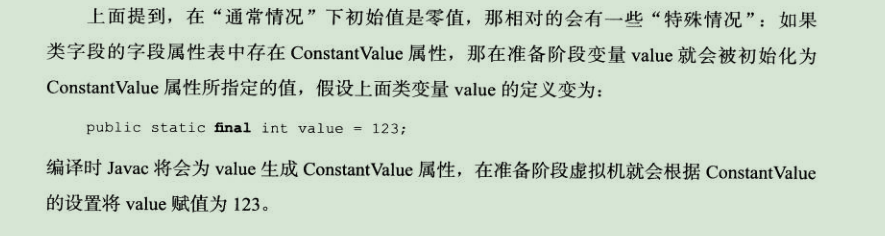 上面提到，在“通常情况”下初始值是零值，那相对的会有一些“特殊情况”：如果
类字段的字段属性表中存在 ConstantValue 属性，那在准备阶段变量 value 就会被初始化为
ConstantValue 属性所指定的值，假设上面类变量 value 的定义变为：
public static final int value = 123;
编译时 Javac 将会为 value 生成 ConstantValue 属性，在准备阶段虚拟机就会根据 ConstantValue
的设置将 value 赋值为 123。